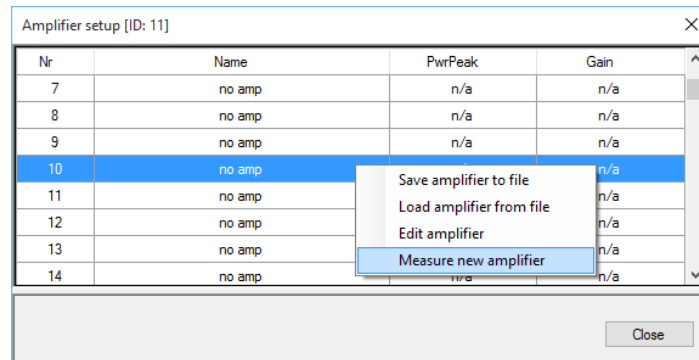 Amplifier setup [ID: 11]
Nr Name PwrPeak Gain
7 no amp n/a n/a
8 no amp n/a n/a
9 no amp n/a n/a
10 no amp n/a
11 no amp n/a
12 no amp n/a
13 no amp n/a
14 no amp n/a n/a
Save amplifier to file
Load amplifier from file
Edit amplifier
Measure new amplifier
Close